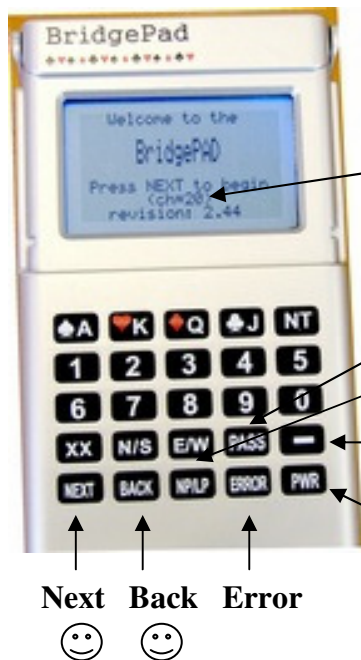 BridgePad
Welcome to the
BridgePAD
Press NEXT to begin
(ch=20)
revision: 2.44
♠A ♥K ♦Q ♣J NT
1 2 3 4 5
6 7 8 9 0
XX N/S E/W PASS –
NEXT BACK NP/LP ERROR PWR
Next Back Error